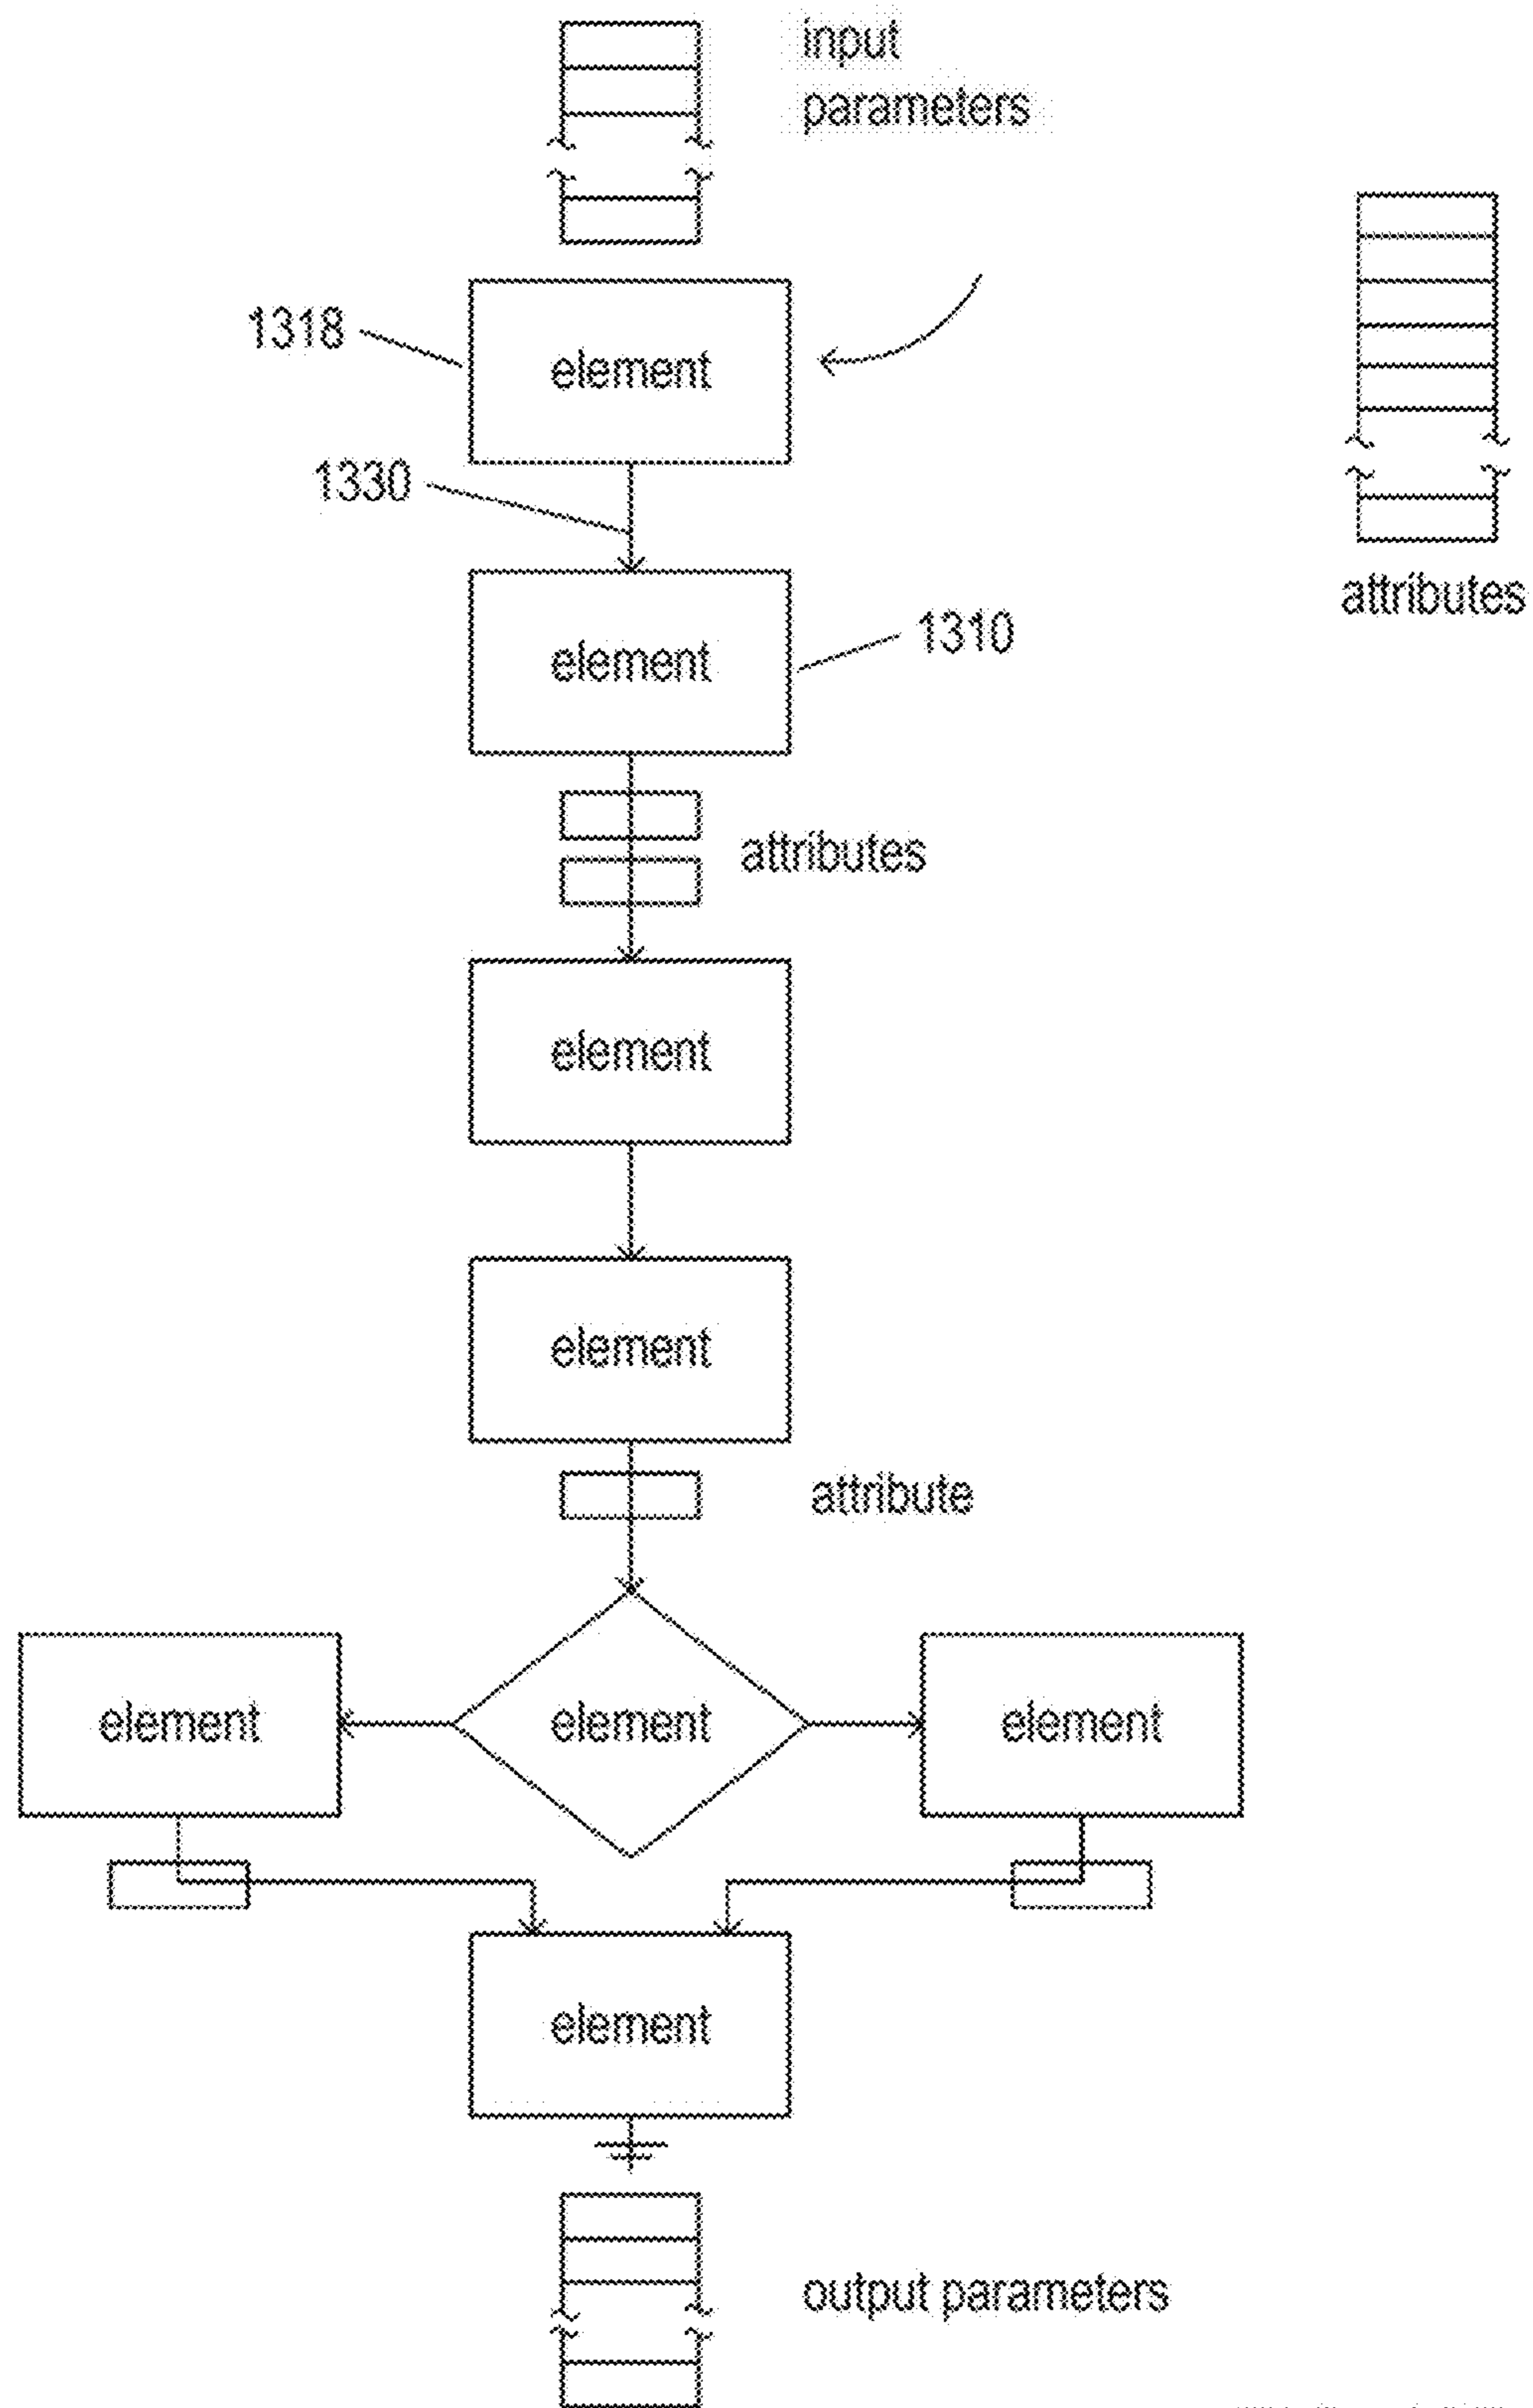 input
parameters
1318
element
1330
attributes
element
1310
attributes
element
element
attribute
element
element
element
element
output parameters